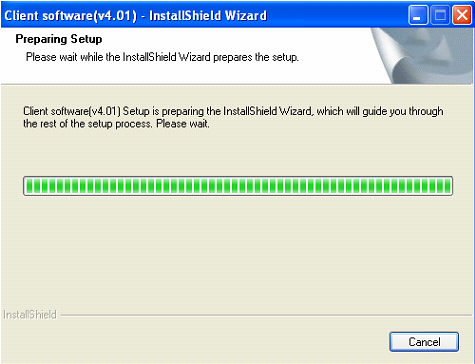 Client software(v4.01) - InstallShield Wizard
Preparing Setup
Please wait while the InstallShield Wizard prepares the setup.
Client software(v4.01) Setup is preparing the InstallShield Wizard, which will guide you through
the rest of the setup process. Please wait.
InstallShield
Cancel